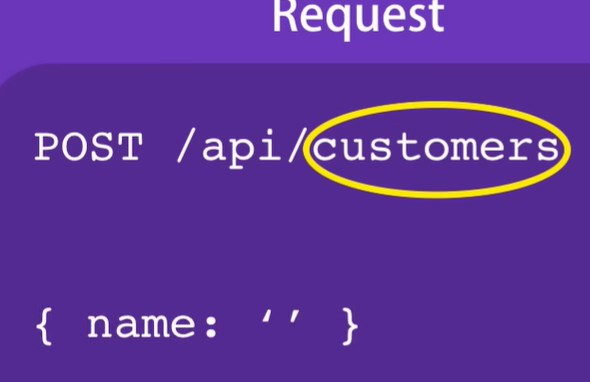 Request
POST /api/customers
{ name: ‘’ }